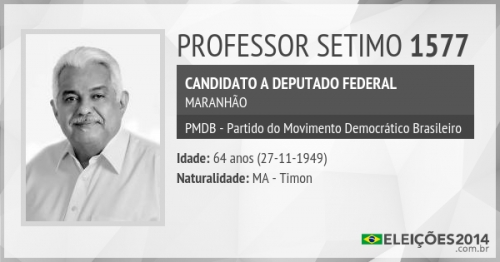 PROFESSOR SETIMO 1577
CANDIDATO A DEPUTADO FEDERAL
MARANHÃO
PMDB - Partido do Movimento Democrático Brasileiro
Idade: 64 anos (27-11-1949)
Naturalidade: MA - Timon
ELEIÇÕES2014
.com.br